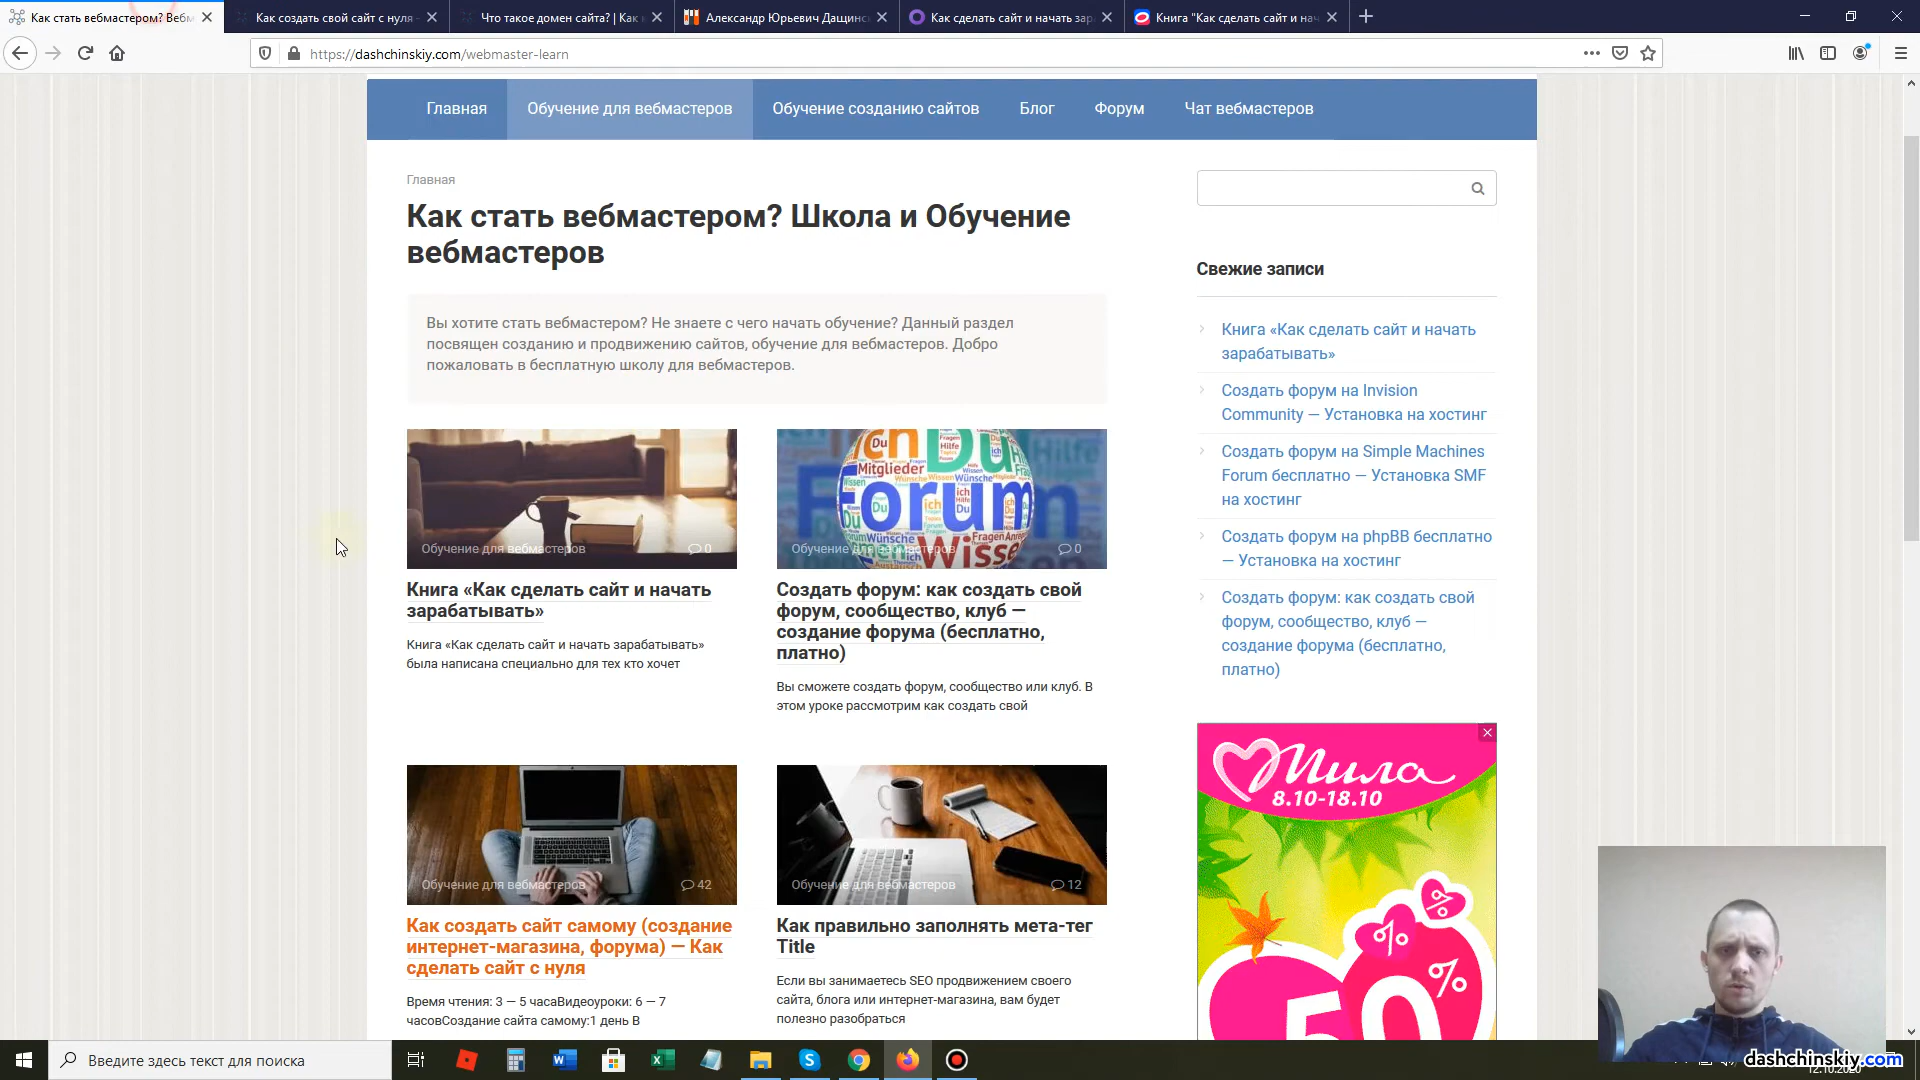 Как стать вебмастером? Веб
Как создать свой сайт с нуля
Что такое домен сайта? | Как
Александр Юрьевич Дащинс
Как сделать сайт и начать зар
Книга "Как сделать сайт и нач
https://dashchinskiy.com/webmaster-learn
Главная
Обучение для вебмастеров
Обучение созданию сайтов
Блог
Форум
Чат вебмастеров
Главная
Как стать вебмастером? Школа и Обучение
вебмастеров
Вы хотите стать вебмастером? Не знаете с чего начать обучение? Данный раздел
посвящен созданию и продвижению сайтов, обучение для вебмастеров. Добро
пожаловать в бесплатную школу для вебмастеров.
Обучение для вебмастеров
0
Книга «Как сделать сайт и начать
зарабатывать»
Книга «Как сделать сайт и начать зарабатывать»
была написана специально для тех кто хочет
Ich Du
Fragen
Hilfe
Mitglieder
Forum
Wünsche
Wissen
Обучение для вебмастеров
0
Создать форум: как создать свой
форум, сообщество, клуб —
создание форума (бесплатно,
платно)
Вы сможете создать форум, сообщество или клуб. В
этом уроке рассмотрим как создать свой
Обучение для вебмастеров
42
Как создать сайт самому (создание
интернет-магазина, форума) — Как
сделать сайт с нуля
Время чтения: 3 — 5 часаВидеоуроки: 6 — 7
часовСоздание сайта самому:1 день В
Обучение для вебмастеров
12
Как правильно заполнять мета-тег
Title
Если вы занимаетесь SEO продвижением своего
сайта, блога или интернет-магазина, вам будет
полезно разобраться
Свежие записи
Книга «Как сделать сайт и начать
зарабатывать»
Создать форум на Invision
Community — Установка на хостинг
Создать форум на Simple Machines
Forum бесплатно — Установка SMF
на хостинг
Создать форум на phpBB бесплатно
— Установка на хостинг
Создать форум: как создать свой
форум, сообщество, клуб —
создание форума (бесплатно,
платно)
Мила
8.10-18.10
%
%
%
50
Введите здесь текст для поиска
dashchinskiy.com
12.10.2020